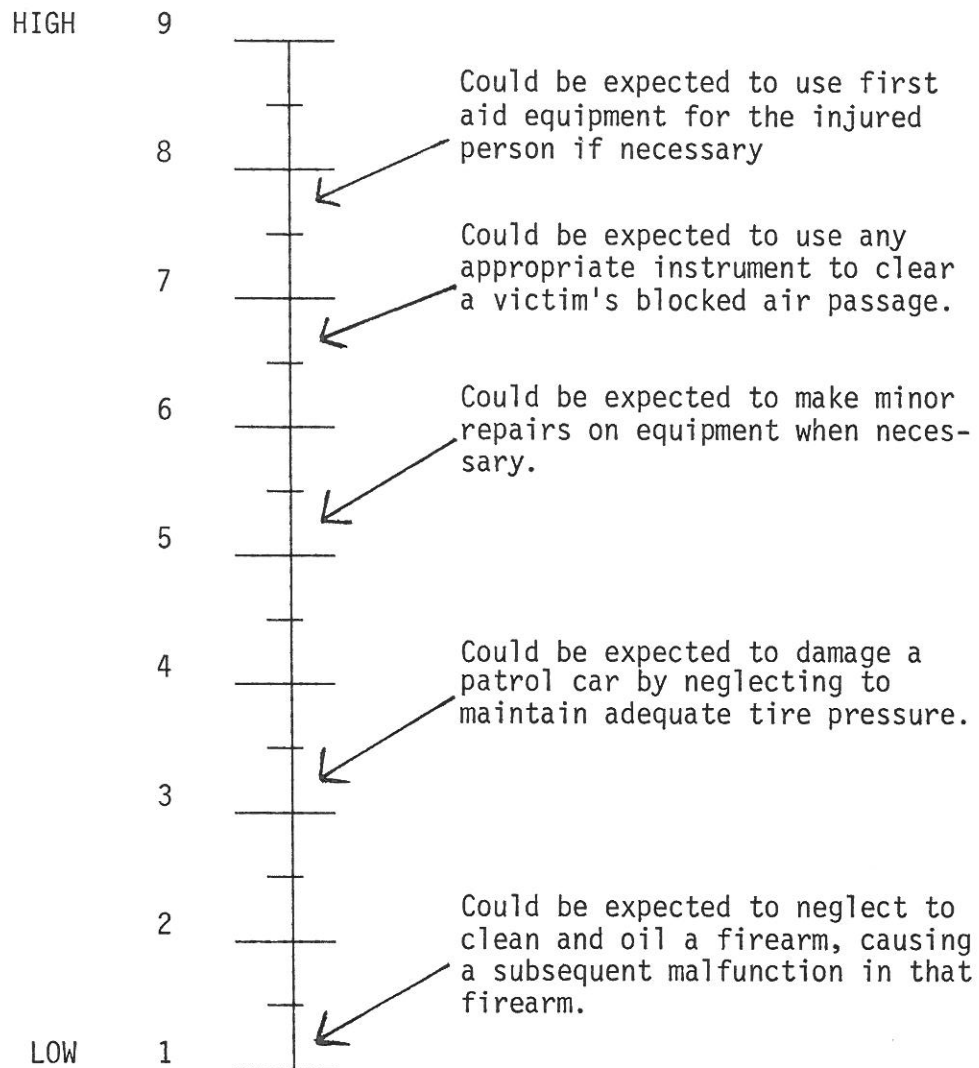 HIGH 9
Could be expected to use first
aid equipment for the injured
person if necessary
8
Could be expected to use any
appropriate instrument to clear
a victim's blocked air passage.
7
Could be expected to make minor
repairs on equipment when neces-
sary.
6
5
Could be expected to damage a
patrol car by neglecting to
maintain adequate tire pressure.
4
3
Could be expected to neglect to
clean and oil a firearm, causing
a subsequent malfunction in that
firearm.
2
LOW 1